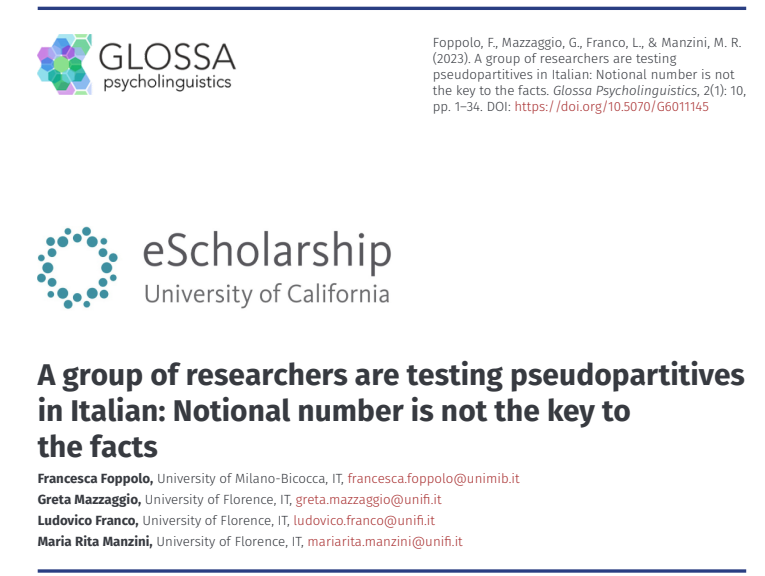 GLOSSA
psycholinguistics
Foppolo, F., Mazzaggio, G., Franco, L., & Manzini, M. R.
(2023). A group of researchers are testing
pseudopartitives in Italian: Notional number is not
the key to the facts. Glossa Psycholinguistics, 2(1): 10,
pp. 1–34. DOI: https://doi.org/10.5070/G6011145
eScholarship
University of California
A group of researchers are testing pseudopartitives
in Italian: Notional number is not the key to
the facts
Francesca Foppolo, University of Milano-Bicocca, IT, francesca.foppolo@unimib.it
Greta Mazzaggio, University of Florence, IT, greta.mazzaggio@unifi.it
Ludovico Franco, University of Florence, IT, ludovico.franco@unifi.it
Maria Rita Manzini, University of Florence, IT, mariarita.manzini@unifi.it